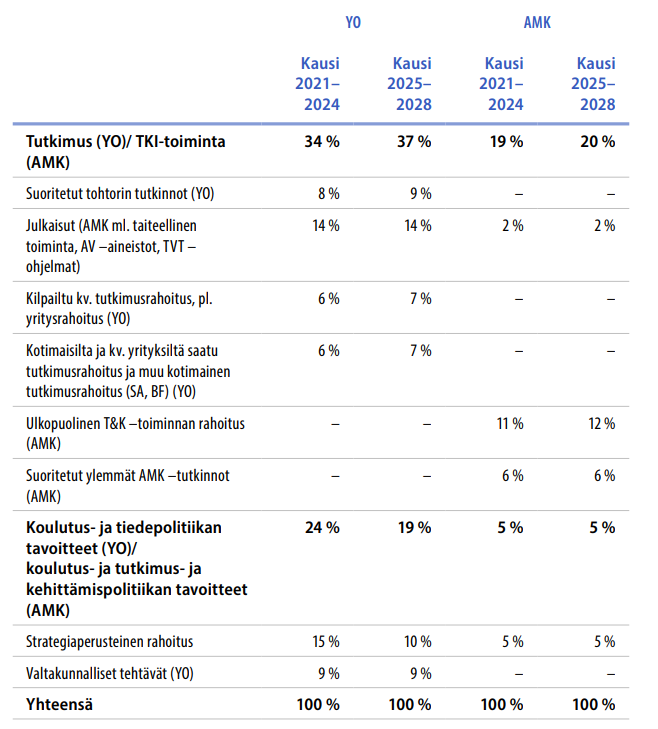 YO AMK
Kausi Kausi Kausi Kausi
2021– 2025– 2021– 2025–
2024 2028 2024 2028
Tutkimus (YO)/ TKI-toiminta 34 % 37 % 19 % 20 %
(AMK)
Suoritetut tohtorin tutkinnot (YO) 8 % 9 % – –
Julkaisut (AMK ml. taiteellinen 14 % 14 % 2 % 2 %
toiminta, AV –aineistot, TVT –
ohjelmat)
Kilpailtu kv. tutkimusrahoitus, pl. 6 % 7 % – –
yritysrahoitus (YO)
Kotimaisilta ja kv. yrityksiltä saatu 6 % 7 % – –
tutkimusrahoitus ja muu kotimainen
tutkimusrahoitus (SA, BF) (YO)
Ulkopuolinen T&K –toiminnan rahoitus – – 11 % 12 %
(AMK)
Suoritetut ylemmät AMK –tutkinnot – – 6 % 6 %
(AMK)
Koulutus- ja tiedepolitiikan 24 % 19 % 5 % 5 %
tavoitteet (YO)/
koulutus- ja tutkimus- ja
kehittämispolitiikan tavoitteet
(AMK)
Strategiaperusteinen rahoitus 15 % 10 % 5 % 5 %
Valtakunnalliset tehtävät (YO) 9 % 9 % – –
Yhteensä 100 % 100 % 100 % 100 %